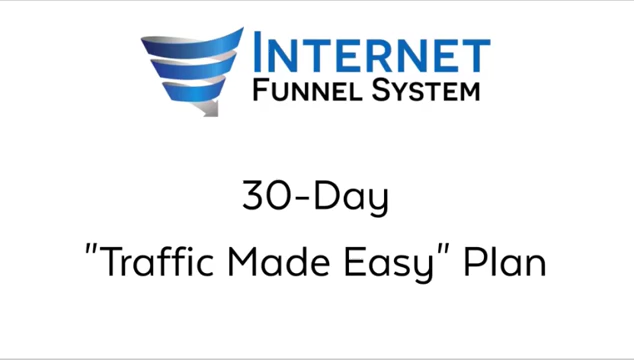 INTERNET
FUNNEL SYSTEM
30-Day
"Traffic Made Easy" Plan